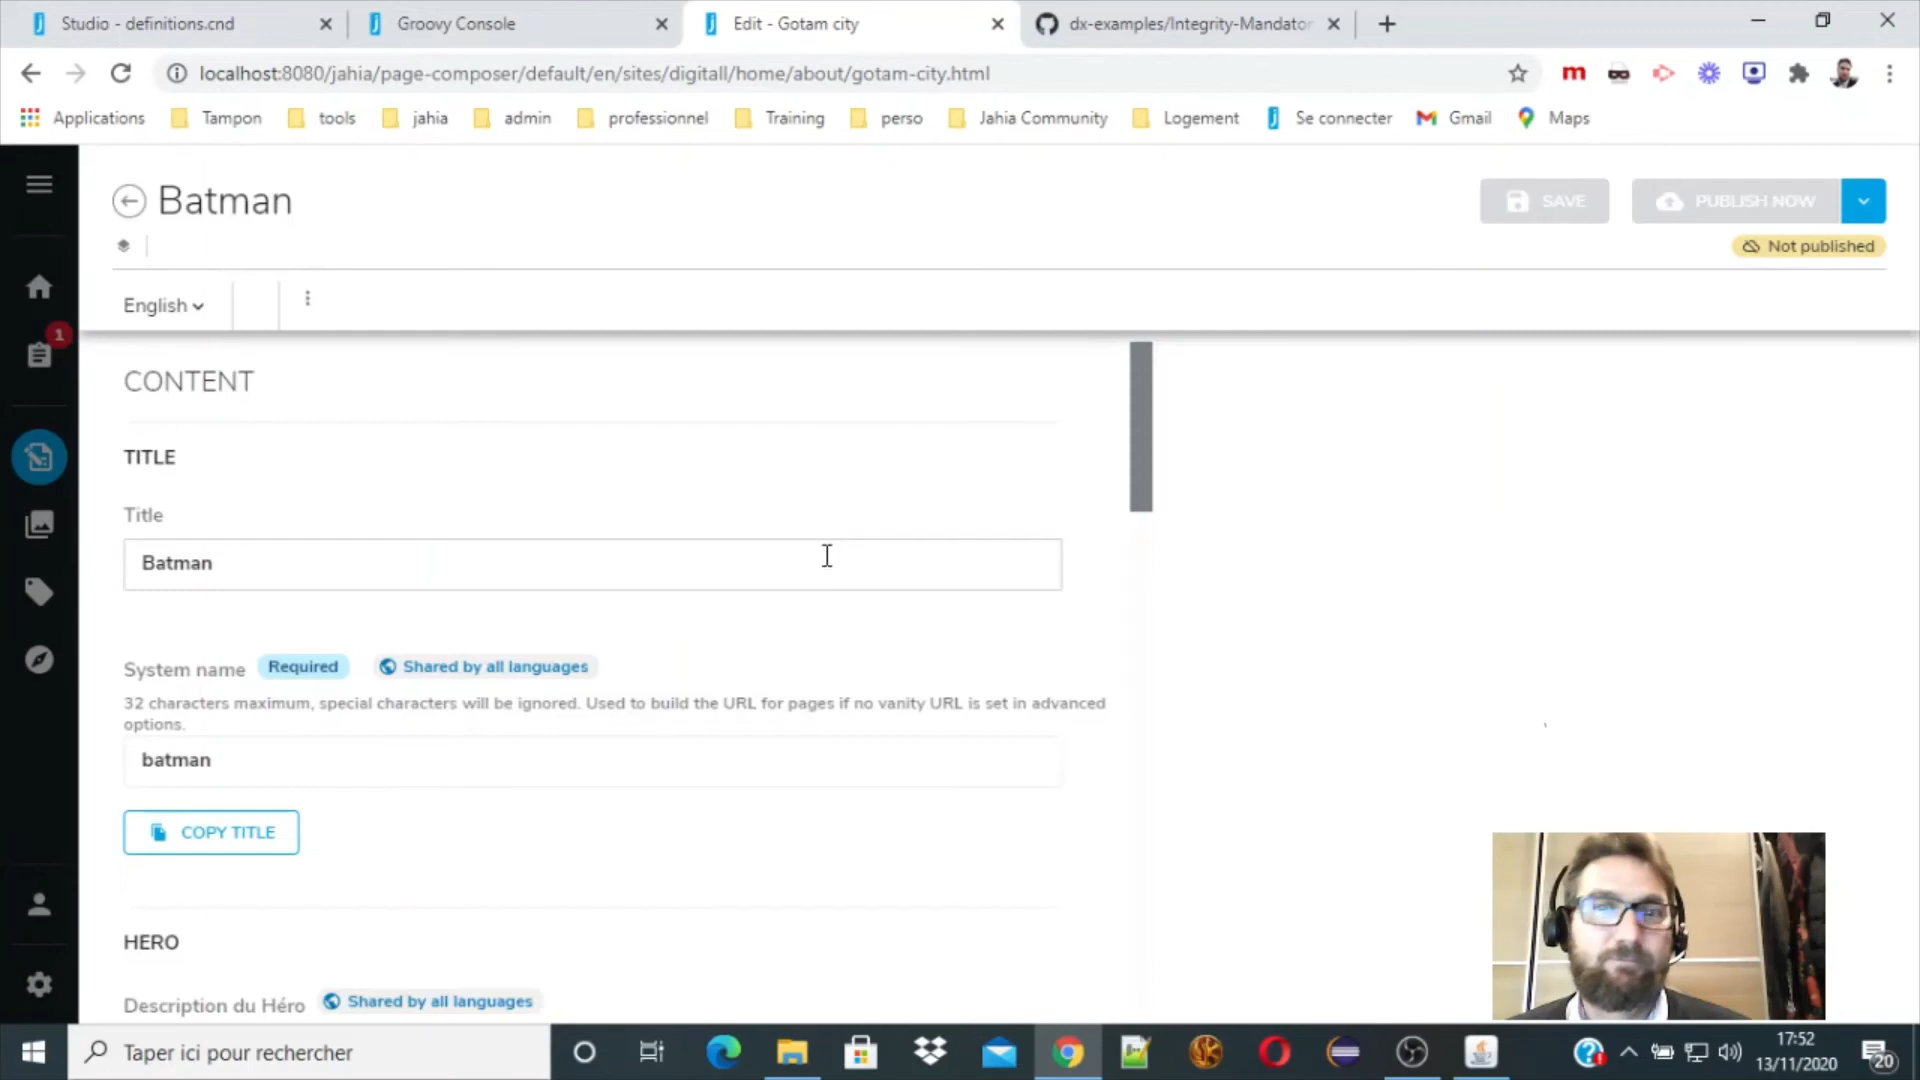 Studio - definitions.cnd
Groovy Console
Edit - Gotam city
dx-examples/Integrity-Mandator
localhost:8080/jahia/page-composer/default/en/sites/digitall/home/about/gotam-city.html
Applications
Tampon
tools
jahia
admin
professionnel
Training
perso
Jahia Community
Logement
Se connecter
Gmail
Maps
Batman
SAVE
PUBLISH NOW
Not published
English
1
CONTENT
TITLE
Title
Batman
System name
Required
Shared by all languages
32 characters maximum, special characters will be ignored. Used to build the URL for pages if no vanity URL is set in advanced
options.
batman
COPY TITLE
HERO
Description du Héro
Shared by all languages
Taper ici pour rechercher
17:52
13/11/2020
20